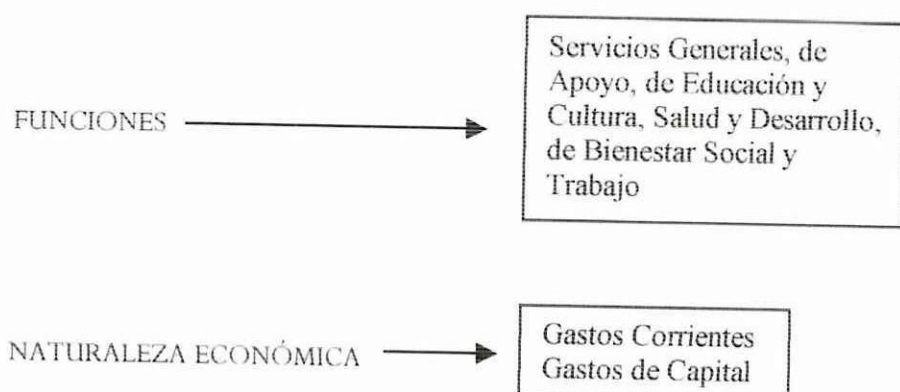 FUNCIONES
Servicios Generales, de
Apoyo, de Educación y
Cultura, Salud y Desarrollo,
de Bienestar Social y
Trabajo
NATURALEZA ECONÓMICA
Gastos Corrientes
Gastos de Capital